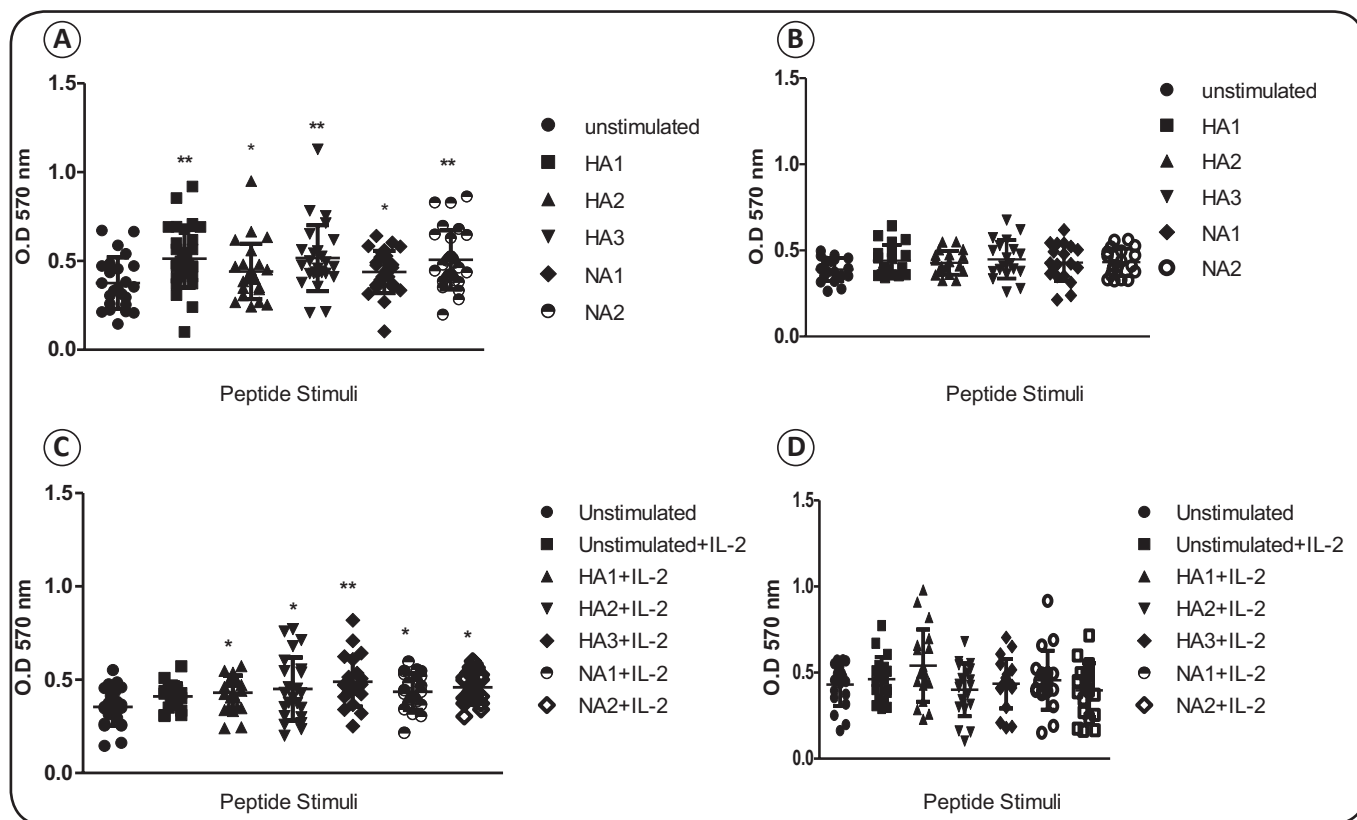 A
1.5
1.0
0.5
0.0
O.D 570 nm
** * ** * **
Peptide Stimuli
unstimulated
HA1
HA2
HA3
NA1
NA2
B
1.5
1.0
0.5
0.0
O.D 570 nm
Peptide Stimuli
unstimulated
HA1
HA2
HA3
NA1
NA2
C
1.5
1.0
0.5
0.0
O.D 570 nm
* * ** * *
Peptide Stimuli
Unstimulated
Unstimulated+IL-2
HA1+IL-2
HA2+IL-2
HA3+IL-2
NA1+IL-2
NA2+IL-2
D
1.5
1.0
0.5
0.0
O.D 570 nm
Peptide Stimuli
Unstimulated
Unstimulated+IL-2
HA1+IL-2
HA2+IL-2
HA3+IL-2
NA1+IL-2
NA2+IL-2